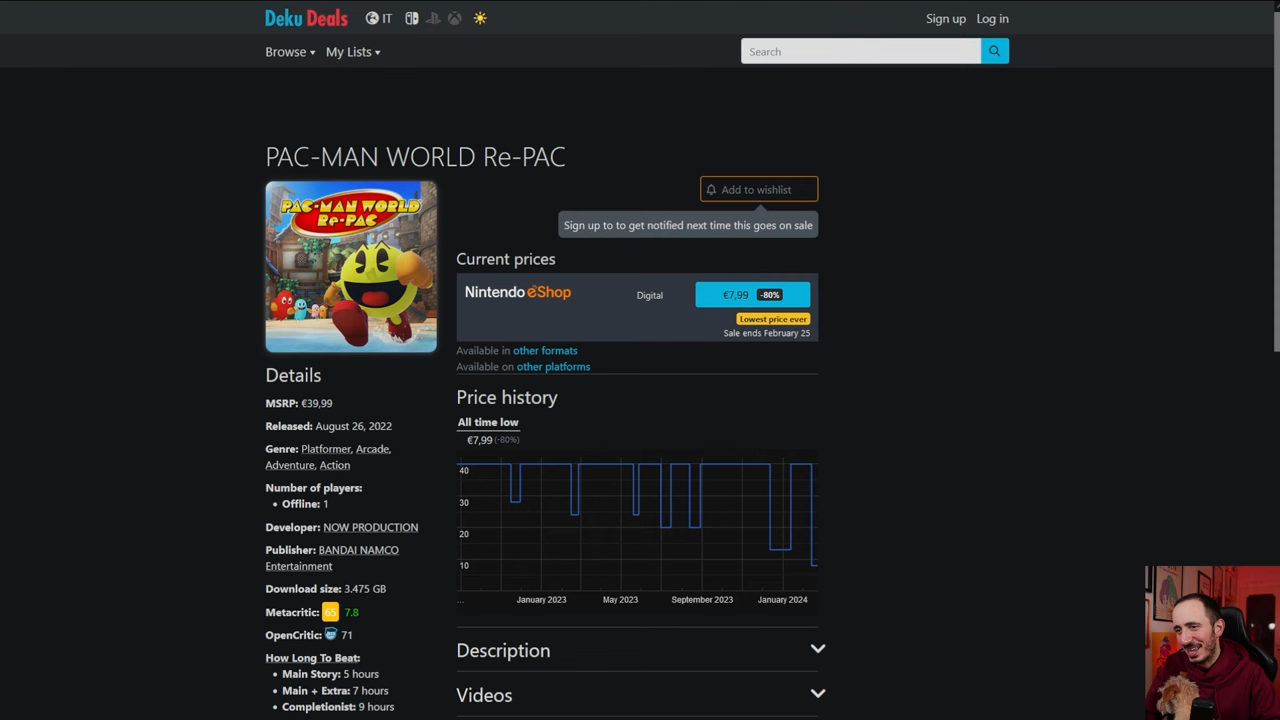 Deku Deals IT Sign up Log in
Browse My Lists Search
PAC-MAN WORLD Re-PAC
PAC-MAN WORLD
Re-PAC
Add to wishlist
Sign up to to get notified next time this goes on sale
Current prices
Nintendo eShop Digital €7,99 -80%
Lowest price ever
Sale ends February 25
Available in other formats
Available on other platforms
Details
MSRP: €39,99
Released: August 26, 2022
Genre: Platformer, Arcade,
Adventure, Action
Number of players:
Offline: 1
Developer: NOW PRODUCTION
Publisher: BANDAI NAMCO
Entertainment
Download size: 3.475 GB
Metacritic: 65 7.8
OpenCritic: 71
How Long To Beat:
Main Story: 5 hours
Main + Extra: 7 hours
Completionist: 9 hours
Price history
All time low
€7,99 (-80%)
40
30
20
10
... January 2023 May 2023 September 2023 January 2024
Description
Videos